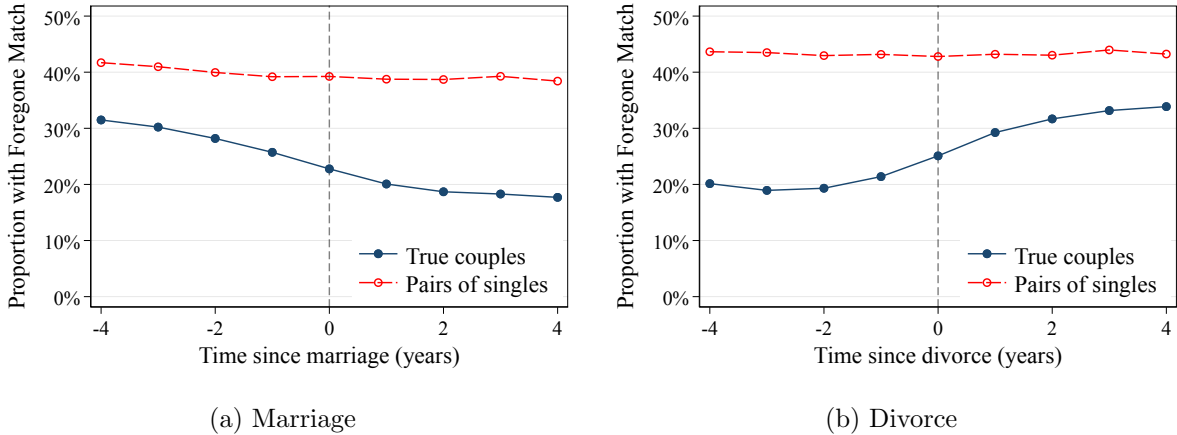 Proportion with Foregone Match
50%
40%
30%
20%
10%
0%
True couples
Pairs of singles
-4 -2 0 2 4
Time since marriage (years)
(a) Marriage
Proportion with Foregone Match
50%
40%
30%
20%
10%
0%
True couples
Pairs of singles
-4 -2 0 2 4
Time since divorce (years)
(b) Divorce